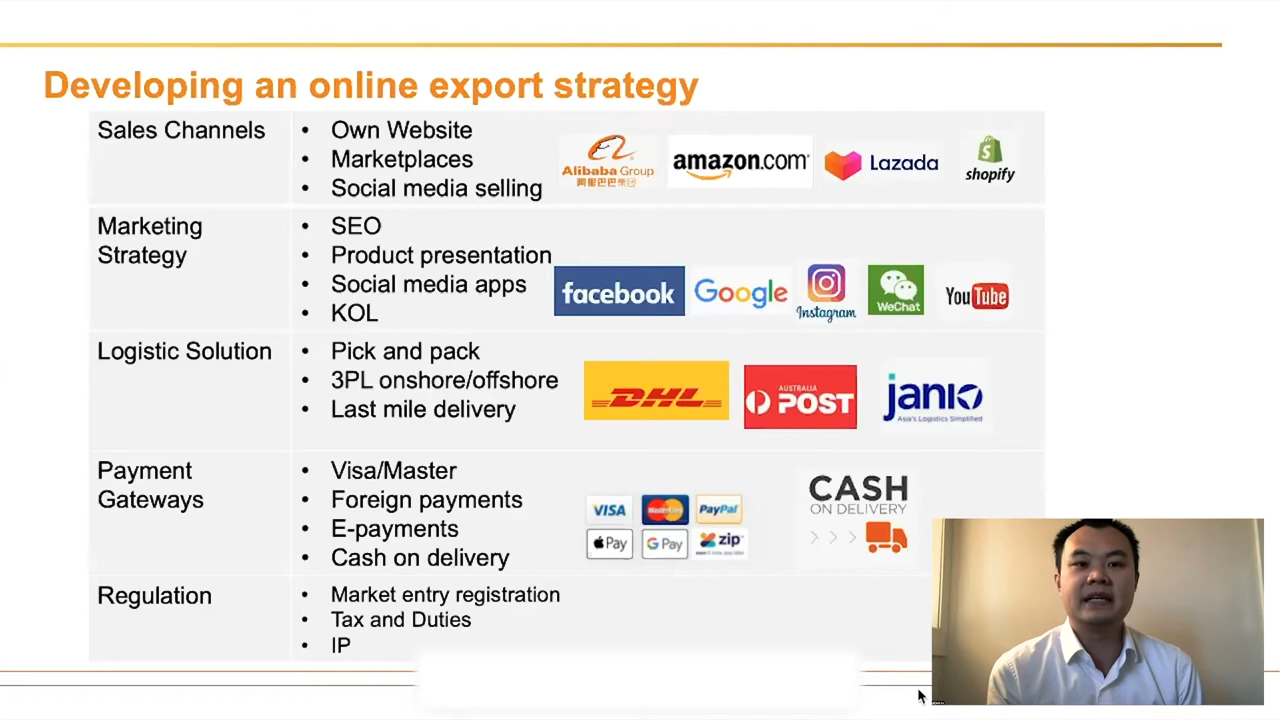 Developing an online export strategy
Sales Channels
• Own Website
• Marketplaces
• Social media selling
Alibaba Group
阿里巴巴集团
amazon.com
Lazada
shopify
Marketing
Strategy
• SEO
• Product presentation
• Social media apps
• KOL
facebook
Google
Instagram
WeChat
YouTube
Logistic Solution
• Pick and pack
• 3PL onshore/offshore
• Last mile delivery
DHL
AUSTRALIA
POST
janio
Asia's Logistics Simplified
Payment
Gateways
• Visa/Master
• Foreign payments
• E-payments
• Cash on delivery
VISA
MasterCard
PayPal
Pay
G Pay
zip
CASH
ON DELIVERY
Regulation
• Market entry registration
• Tax and Duties
• IP